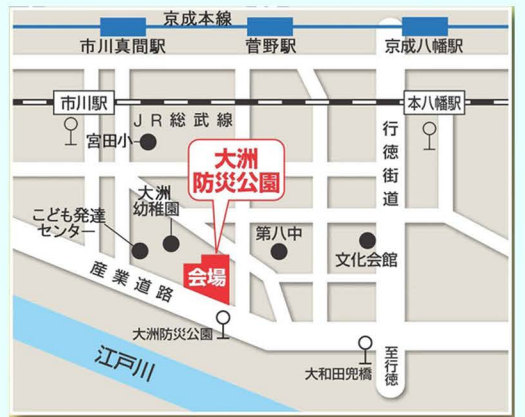 京成本線
市川真間駅
菅野駅
京成八幡駅
市川駅
本八幡駅
JR総武線
宮田小
行徳街道
大洲
防災公園
大洲
幼稚園
こども発達
センター
第八中
文化会館
会場
産業道路
大洲防災公園
江戸川
大和田兜橋
至行徳